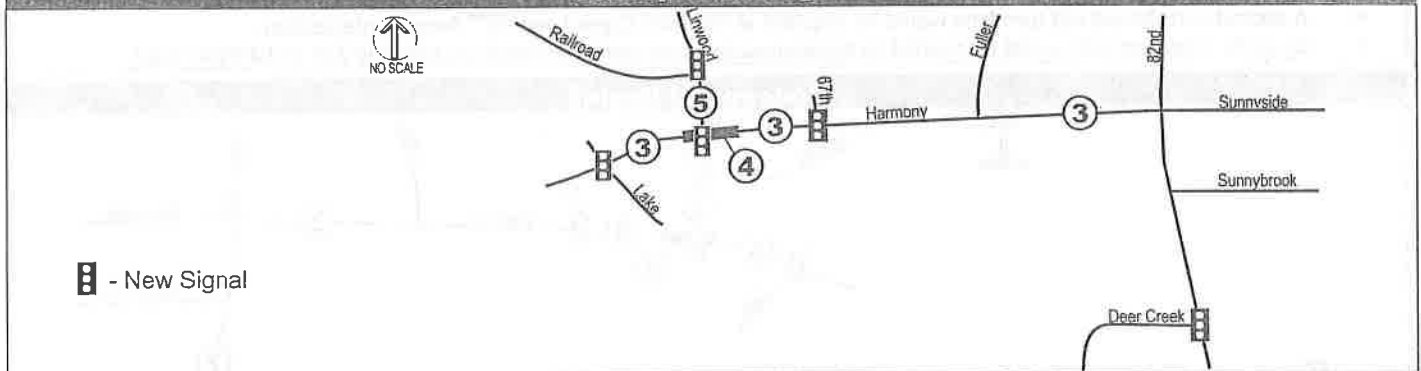 NO SCALE
Railroad
Linwood
67th
Fuller
82nd
Harmony
Sunnyside
5
3
3
3
4
Lake
Sunnybrook
- New Signal
Deer Creek